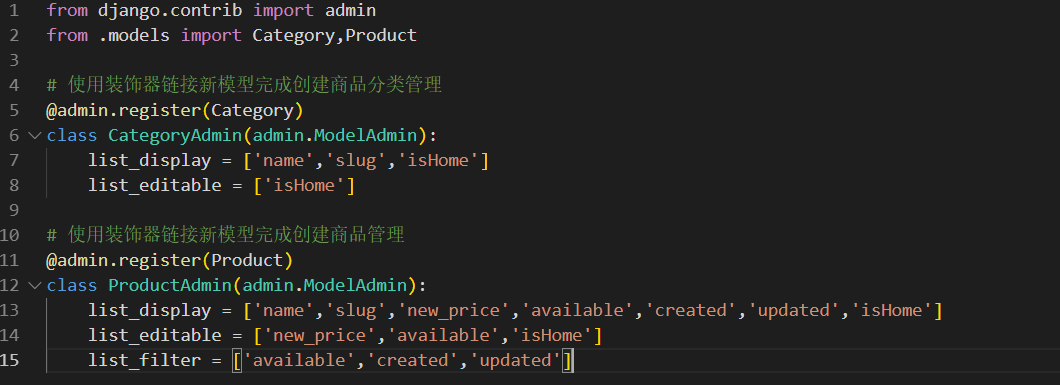 1 from django.contrib import admin
2 from .models import Category,Product
3
4 # 使用装饰器链接新模型完成创建商品分类管理
5 @admin.register(Category)
6 class CategoryAdmin(admin.ModelAdmin):
7     list_display = ['name','slug','isHome']
8     list_editable = ['isHome']
9
10 # 使用装饰器链接新模型完成创建商品管理
11 @admin.register(Product)
12 class ProductAdmin(admin.ModelAdmin):
13     list_display = ['name','slug','new_price','available','created','updated','isHome']
14     list_editable = ['new_price','available','isHome']
15     list_filter = ['available','created','updated']